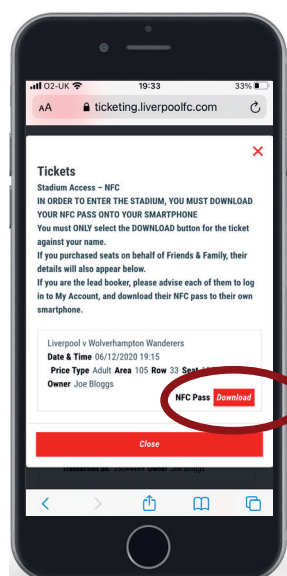 O2-UK 19:33 33%
AA ticketing.liverpoolfc.com
Tickets
Stadium Access – NFC
IN ORDER TO ENTER THE STADIUM, YOU MUST DOWNLOAD
YOUR NFC PASS ONTO YOUR SMARTPHONE
You must ONLY select the DOWNLOAD button for the ticket
against your name.
If you purchased seats on behalf of Friends & Family, their
details will also appear below.
If you are the lead booker, please advise each of them to log
in to My Account, and download their NFC pass to their own
smartphone.
Liverpool v Wolverhampton Wanderers
Date & Time 06/12/2020 19:15
Price Type Adult Area 105 Row 33 Seat
Owner Joe Bloggs
NFC Pass Download
Close
Transaction no. Owner Joe Bloggs